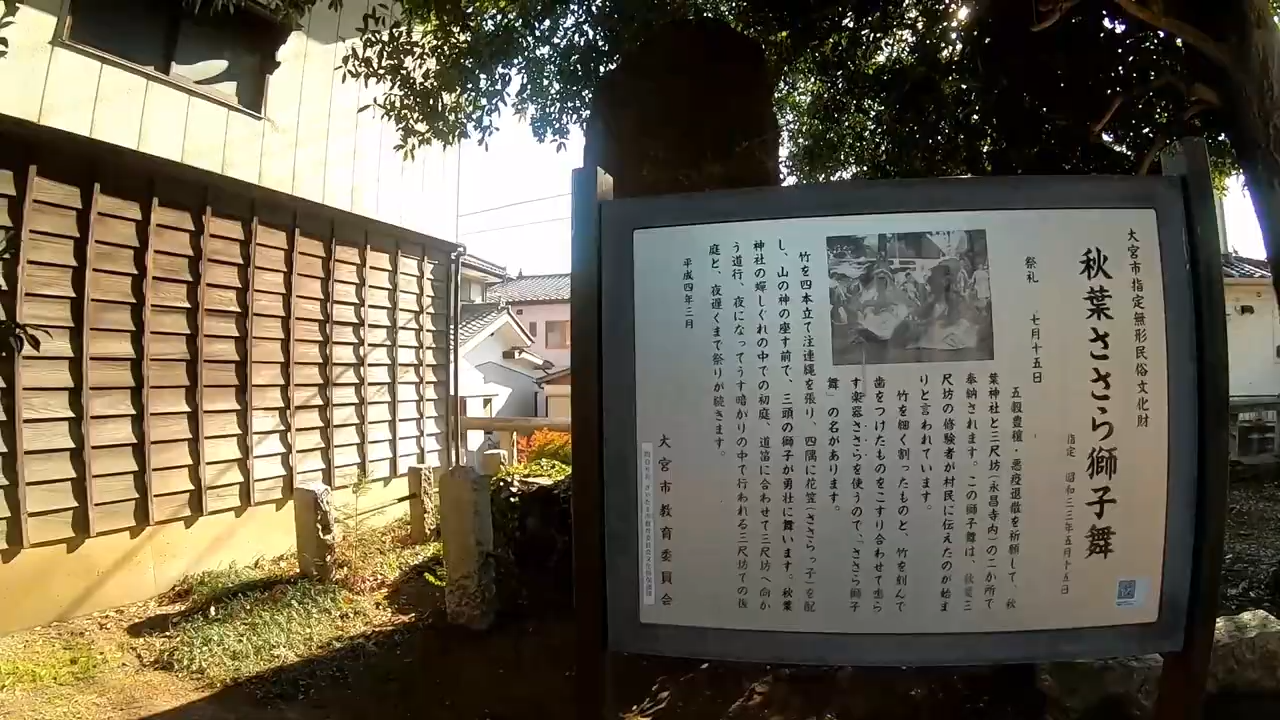 大宮市指定無形民俗文化財
秋葉ささら獅子舞
指定 昭和三三年五月十五日
祭礼 七月十五日
五穀豊穣・悪疫退散を祈願して、秋
葉神社と三尺坊(永昌寺内)の二か所で
奉納されます。この獅子舞は、秋葉三
尺坊の修験者が村民に伝えたのが始ま
りと言われています。
竹を細く割ったものと、竹を刻んで
歯をつけたものをこすり合わせて鳴ら
す楽器ささらを使うので、「ささら獅子
舞」の名があります。
竹を四本立て注連縄を張り、四隅に花笠(ささらっ子)を配
し、山の神の座す前で、三頭の獅子が勇壮に舞います。秋葉
神社の蟬しぐれの中での初庭、道笛に合わせて三尺坊へ向か
う道行、夜になってうす暗がりの中で行われる三尺坊での後
庭と、夜遅くまで祭りが続きます。
平成四年三月
大宮市教育委員会